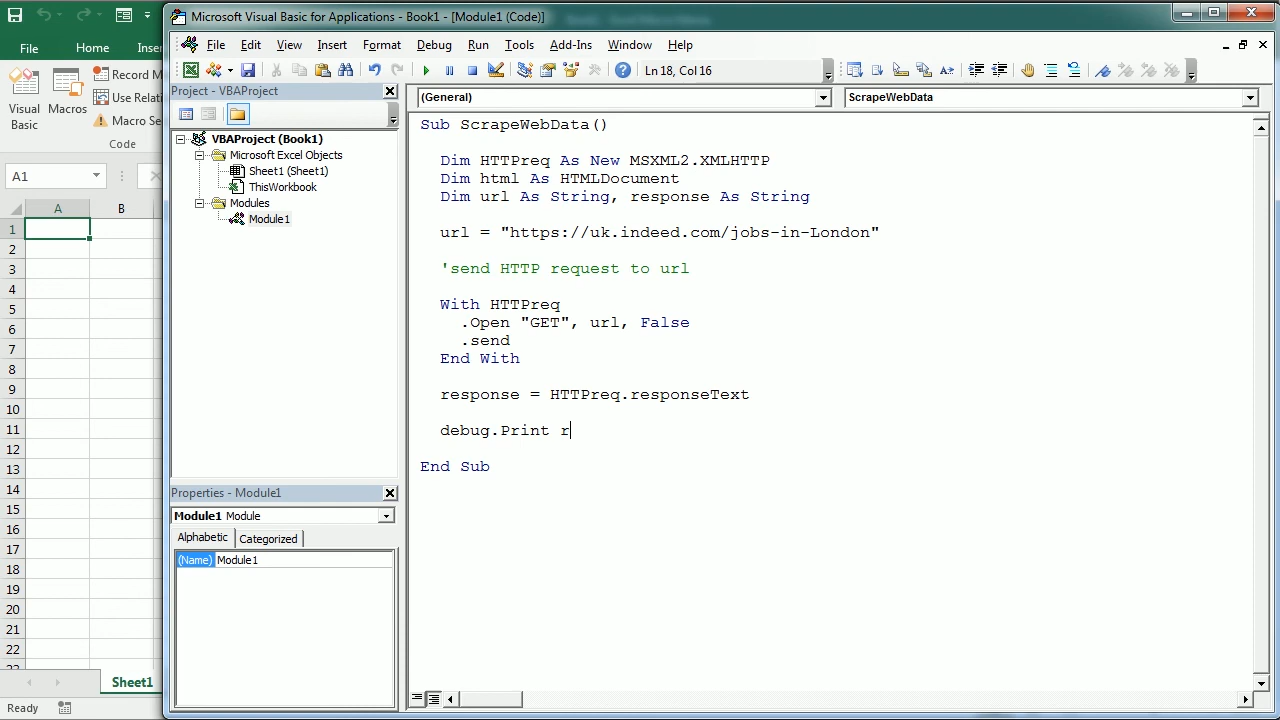 Microsoft Visual Basic for Applications - Book1 - [Module1 (Code)]
File Home Inser
Visual Basic
Macros
Record M
Use Relati
Macro Se
Code
A1
A B
1
2
3
4
5
6
7
8
9
10
11
12
13
14
15
16
17
18
19
20
21
22
Sheet1
Ready
File Edit View Insert Format Debug Run Tools Add-Ins Window Help
Ln 18, Col 16
Project - VBAProject
VBAProject (Book1)
Microsoft Excel Objects
Sheet1 (Sheet1)
ThisWorkbook
Modules
Module1
Properties - Module1
Module1 Module
Alphabetic Categorized
(Name) Module1
(General) ScrapeWebData
Sub ScrapeWebData()
Dim HTTPreq As New MSXML2.XMLHTTP
Dim html As HTMLDocument
Dim url As String, response As String
url = "https://uk.indeed.com/jobs-in-London"
'send HTTP request to url
With HTTPreq
.Open "GET", url, False
.send
End With
response = HTTPreq.responseText
debug.Print r
End Sub